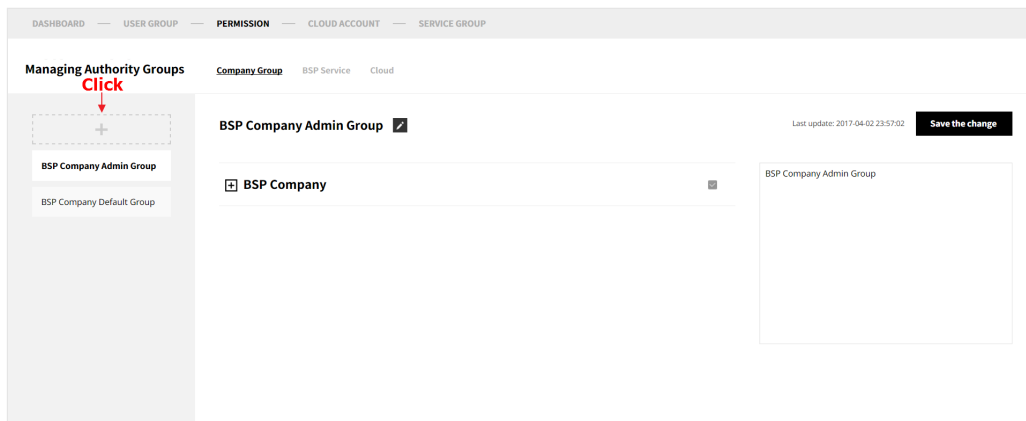 DASHBOARD — USER GROUP — PERMISSION — CLOUD ACCOUNT — SERVICE GROUP
Managing Authority Groups
Company Group BSP Service Cloud
Click
BSP Company Admin Group
Last update: 2017-04-02 23:57:02
Save the change
BSP Company Admin Group
BSP Company Default Group
BSP Company
BSP Company Admin Group